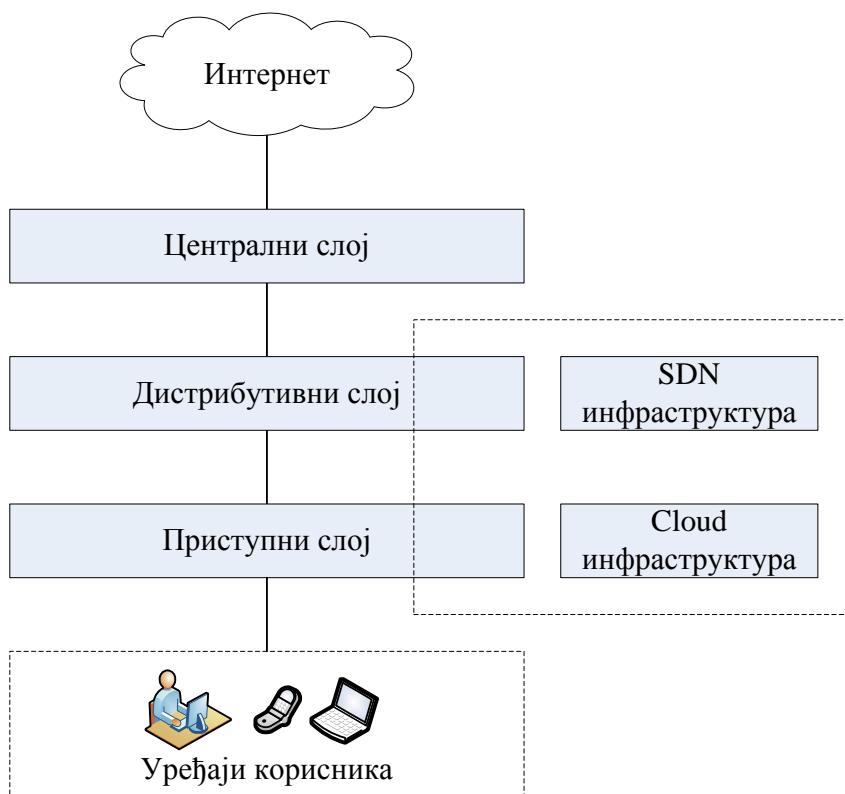 Интернет
Централни слој
Дистрибутивни слој
SDN
инфраструктура
Приступни слој
Cloud
инфраструктура
Уређаји корисника